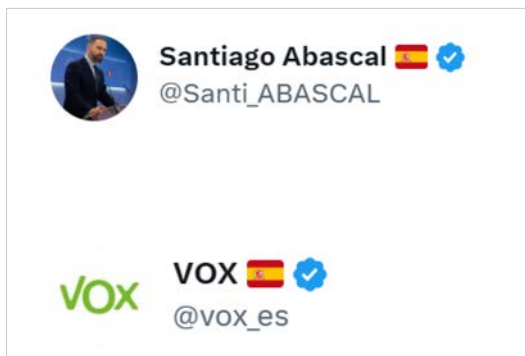 Santiago Abascal 🇪🇸
@Santi_ABASCAL
VOX
VOX 🇪🇸
@vox_es